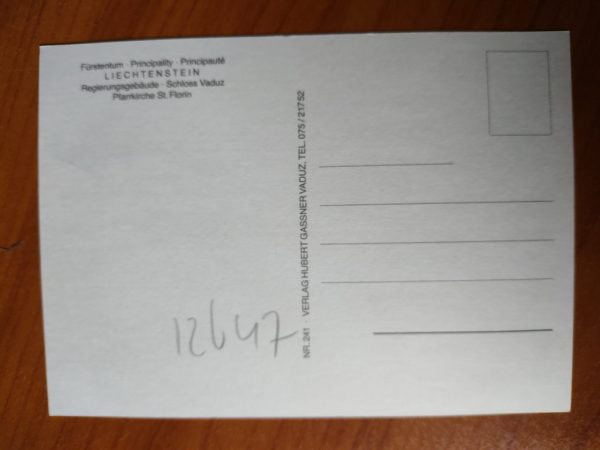 Fürstentum · Principality · Principauté
LIECHTENSTEIN
Regierungsgebäude · Schloss Vaduz
Pfarrkirche St. Florin
NR. 241 VERLAG HUBERT GASSNER VADUZ, TEL. 075/21752
12647